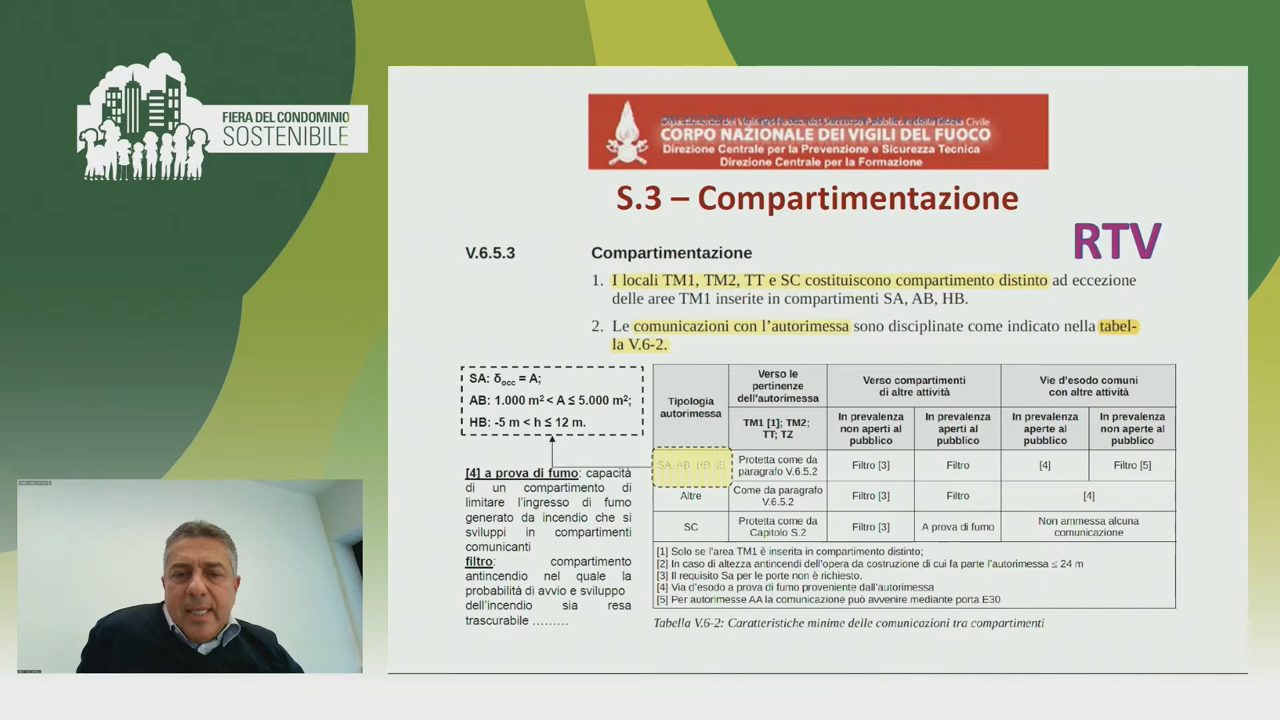 FIERA DEL CONDOMINIO
SOSTENIBILE
CORPO NAZIONALE DEI VIGILI DEL FUOCO
Direzione Centrale per la Prevenzione e Sicurezza Tecnica
Direzione Centrale per la Formazione
S.3 – Compartimentazione
RTV
V.6.5.3 Compartimentazione
1. I locali TM1, TM2, TT e SC costituiscono compartimento distinto ad eccezione
delle aree TM1 inserite in compartimenti SA, AB, HB.
2. Le comunicazioni con l'autorimessa sono disciplinate come indicato nella tabel-
la V.6-2.
SA: δocc = A;
AB: 1.000 m² < A ≤ 5.000 m²;
HB: -5 m < h ≤ 12 m.
[4] a prova di fumo: capacità
di un compartimento di
limitare l'ingresso di fumo
generato da incendio che si
sviluppi in compartimenti
comunicanti
filtro: compartimento
antincendio nel quale la
probabilità di avvio e sviluppo
dell'incendio sia resa
trascurabile ………
Tipologia
autorimessa
Verso le
pertinenze
dell'autorimessa
Verso compartimenti
di altre attività
Vie d'esodo comuni
con altre attività
TM1 [1]; TM2;
TT; TZ
In prevalenza
non aperti al
pubblico
In prevalenza
aperti al
pubblico
In prevalenza
aperte al
pubblico
In prevalenza
non aperte al
pubblico
SA, AB, HB [2]
Protetta come da
paragrafo V.6.5.2
Filtro [3]
Filtro
[4]
Filtro [5]
Altre
Come da paragrafo
V.6.5.2
Filtro [3]
Filtro
[4]
SC
Protetta come da
Capitolo S.2
Filtro [3]
A prova di fumo
Non ammessa alcuna
comunicazione
[1] Solo se l'area TM1 è inserita in compartimento distinto;
[2] In caso di altezza antincendi dell'opera da costruzione di cui fa parte l'autorimessa ≤ 24 m
[3] Il requisito Sa per le porte non è richiesto.
[4] Via d'esodo a prova di fumo proveniente dall'autorimessa
[5] Per autorimesse AA la comunicazione può avvenire mediante porta E30
Tabella V.6-2: Caratteristiche minime delle comunicazioni tra compartimenti